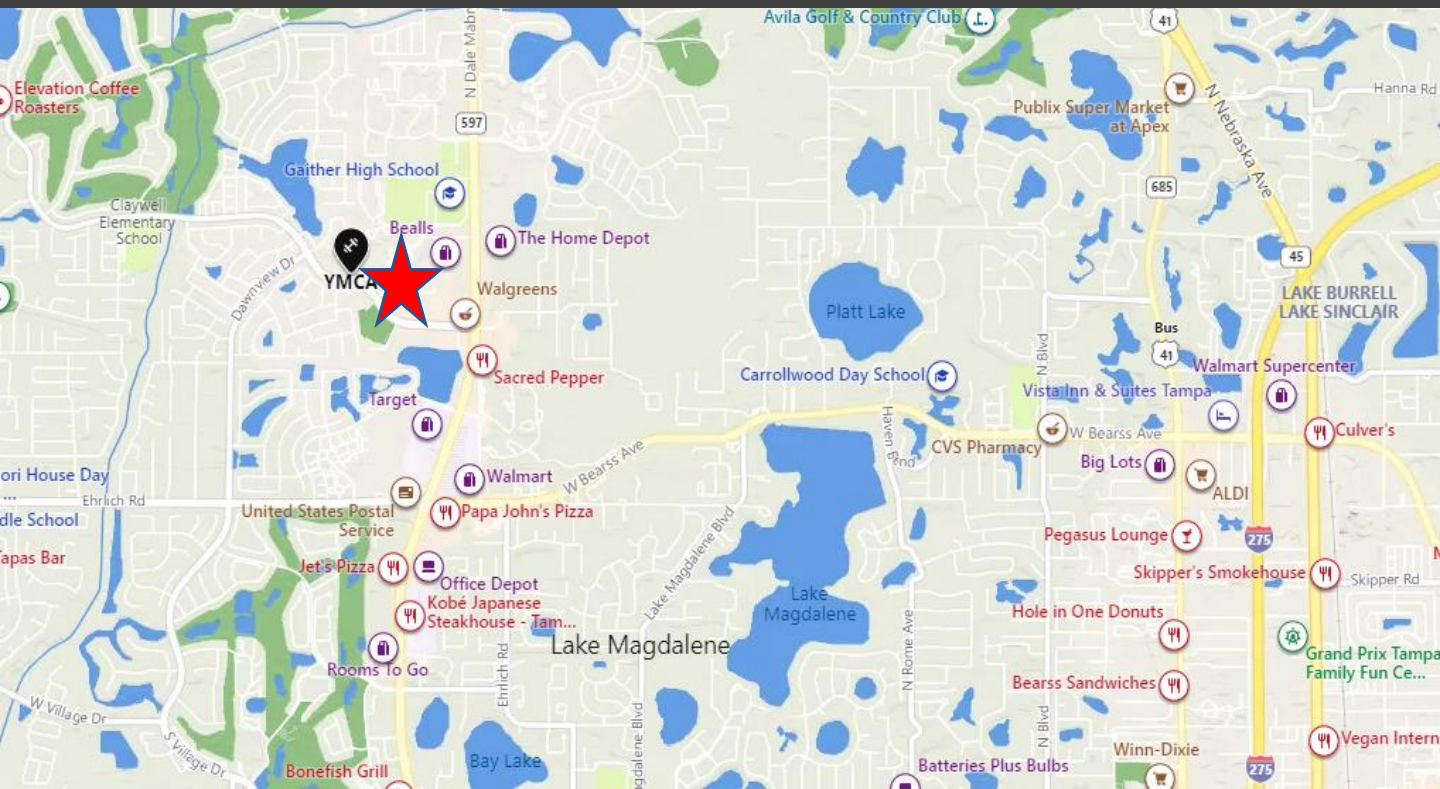 Avila Golf & Country Club
41
Elevation Coffee
Roasters
N Dale Mabr
Hanna Rd
Publix Super Market
at Apex
N Nebraska Ave
597
Gaither High School
685
Claywell
Elementary
School
Bealls
The Home Depot
45
YMCA
Dawnview Dr
Walgreens
LAKE BURRELL
LAKE SINCLAIR
Platt Lake
Bus
41
N Blvd
Walmart Supercenter
Sacred Pepper
Carrollwood Day School
Vista Inn & Suites Tampa
Target
Haven Bend
CVS Pharmacy
W Bearss Ave
Culver's
W Bearss Ave
Big Lots
ALDI
ori House Day
...
Ehrlich Rd
Walmart
dle School
United States Postal
Service
Papa John's Pizza
Pegasus Lounge
275
apas Bar
Jet's Pizza
Office Depot
Lake Magdalene Blvd
Skipper's Smokehouse
Skipper Rd
Kobé Japanese
Steakhouse - Tam...
Lake
Magdalene
Hole in One Donuts
Lake Magdalene
N Rome Ave
Grand Prix Tampa
Family Fun Ce...
Rooms To Go
Ehrlich Rd
Bearss Sandwiches
W Village Dr
S Village Dr
gdalene Blvd
N Blvd
Vegan Intern
Winn-Dixie
Bonefish Grill
Bay Lake
Batteries Plus Bulbs
275